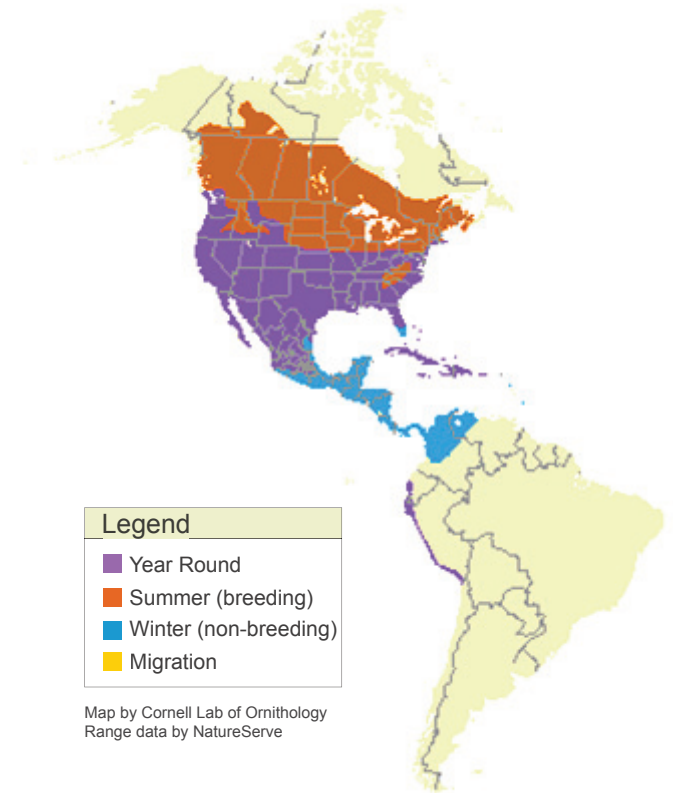 Legend
Year Round
Summer (breeding)
Winter (non-breeding)
Migration
Map by Cornell Lab of Ornithology
Range data by NatureServe